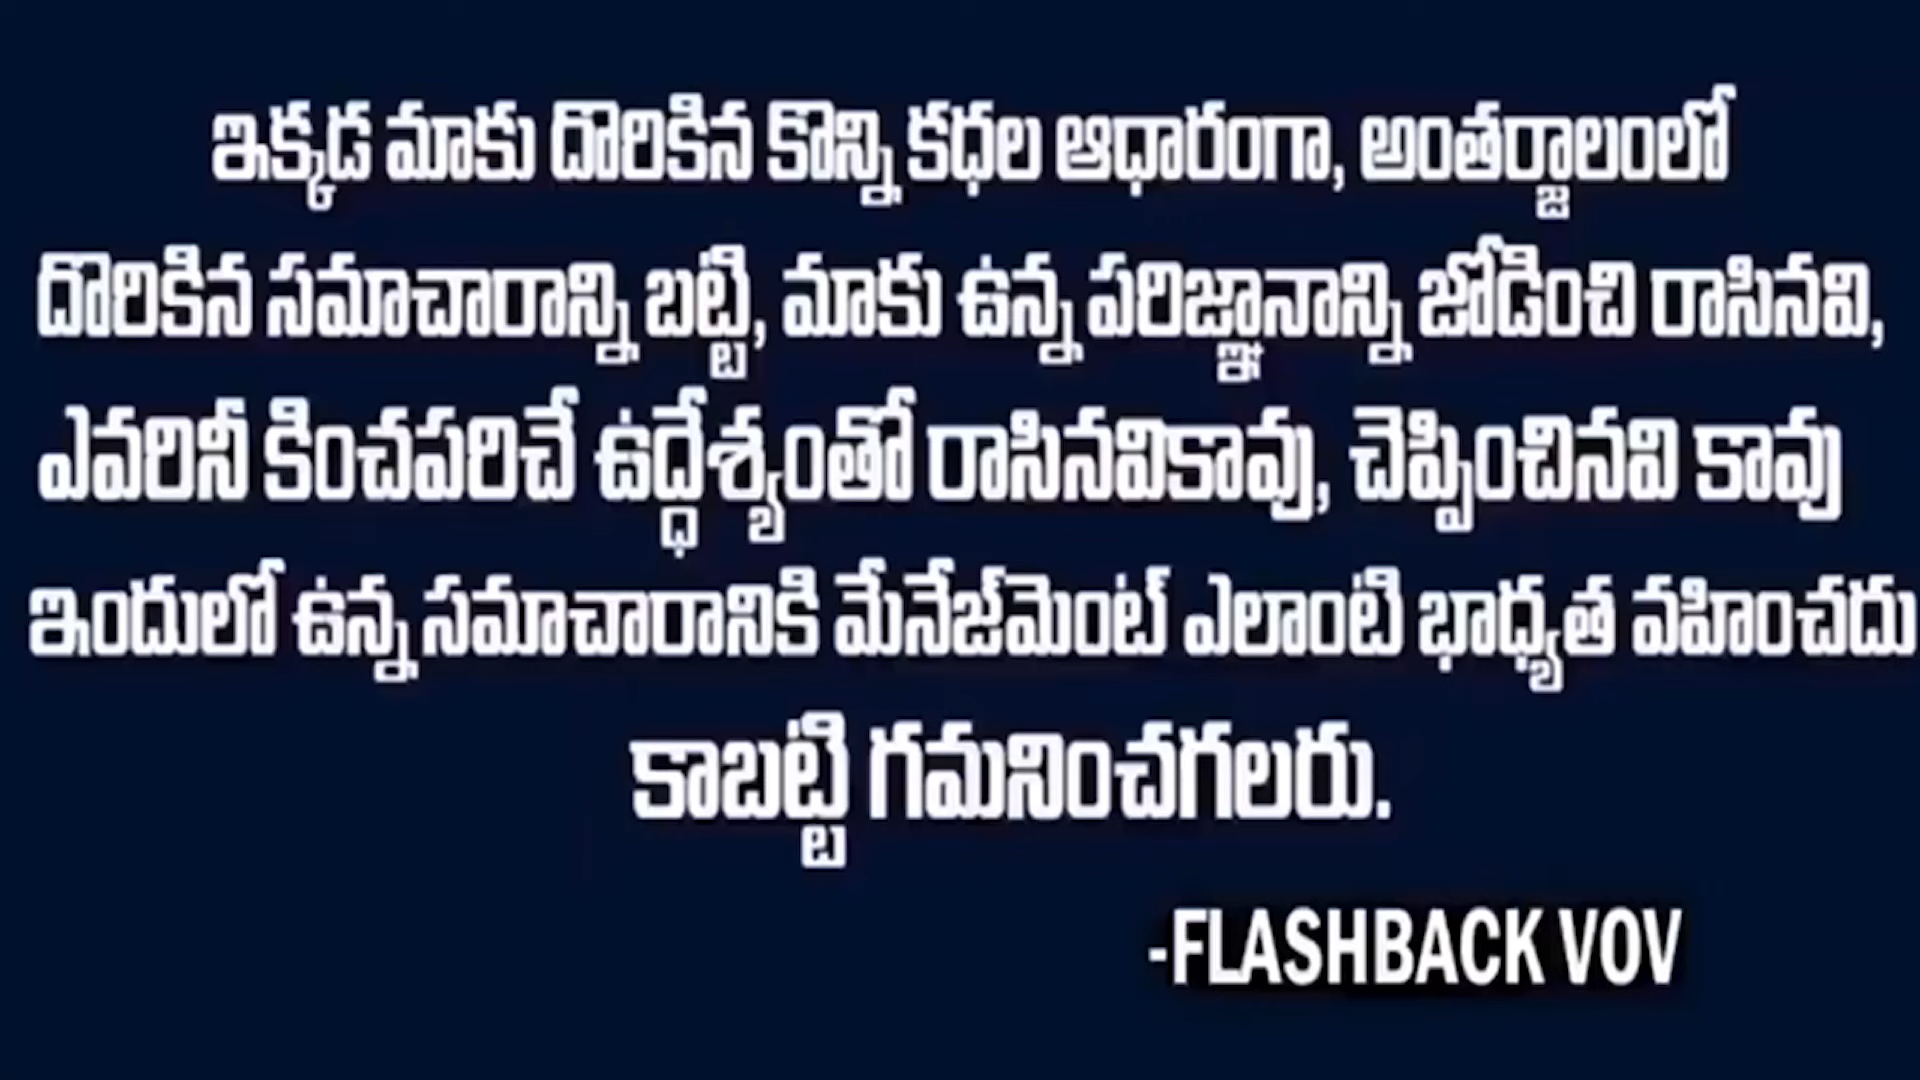 ఇక్కడ మాకు దొరికిన కొన్ని కధల ఆధారంగా, అంతర్జాలంలో
దొరికిన సమాచారాన్ని బట్టి, మాకు ఉన్న పరిజ్ఞానాన్ని జోడించి రాసినవి,
ఎవరినీ కించపరిచే ఉద్ధేశ్యంతో రాసినవికావు, చెప్పించినవి కావు
ఇందులో ఉన్న సమాచారానికి మేనేజ్‌మెంట్ ఎలాంటి భాధ్యత వహించదు
కాబట్టి గమనించగలరు.
-FLASHBACK VOV